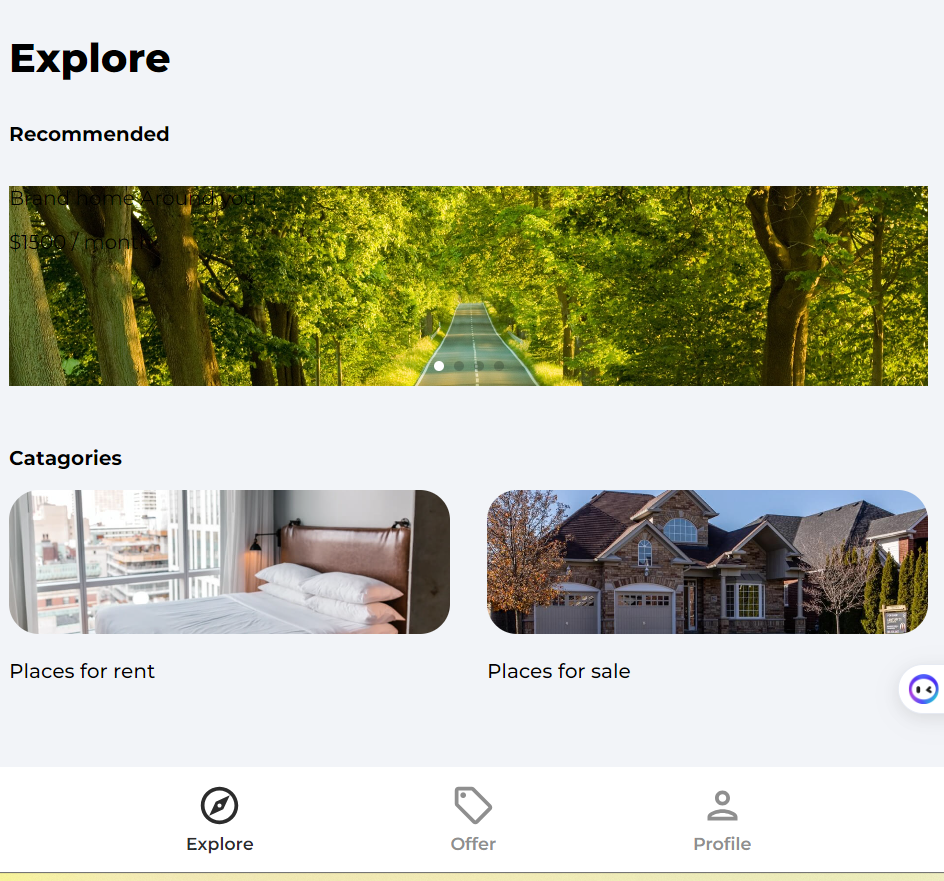 Explore
Recommended
Brand home Around you
$1500 / month
Catagories
Places for rent
Places for sale
Explore
Offer
Profile